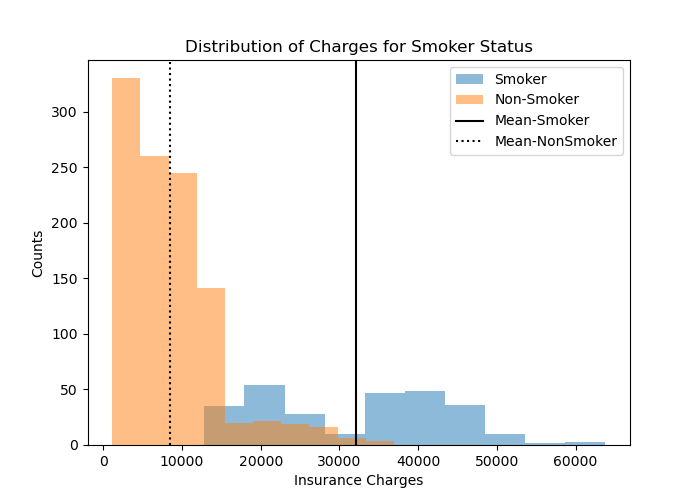 Distribution of Charges for Smoker Status
Smoker
Non-Smoker
Mean-Smoker
Mean-NonSmoker
Counts
300
250
200
150
100
50
0
0 10000 20000 30000 40000 50000 60000
Insurance Charges